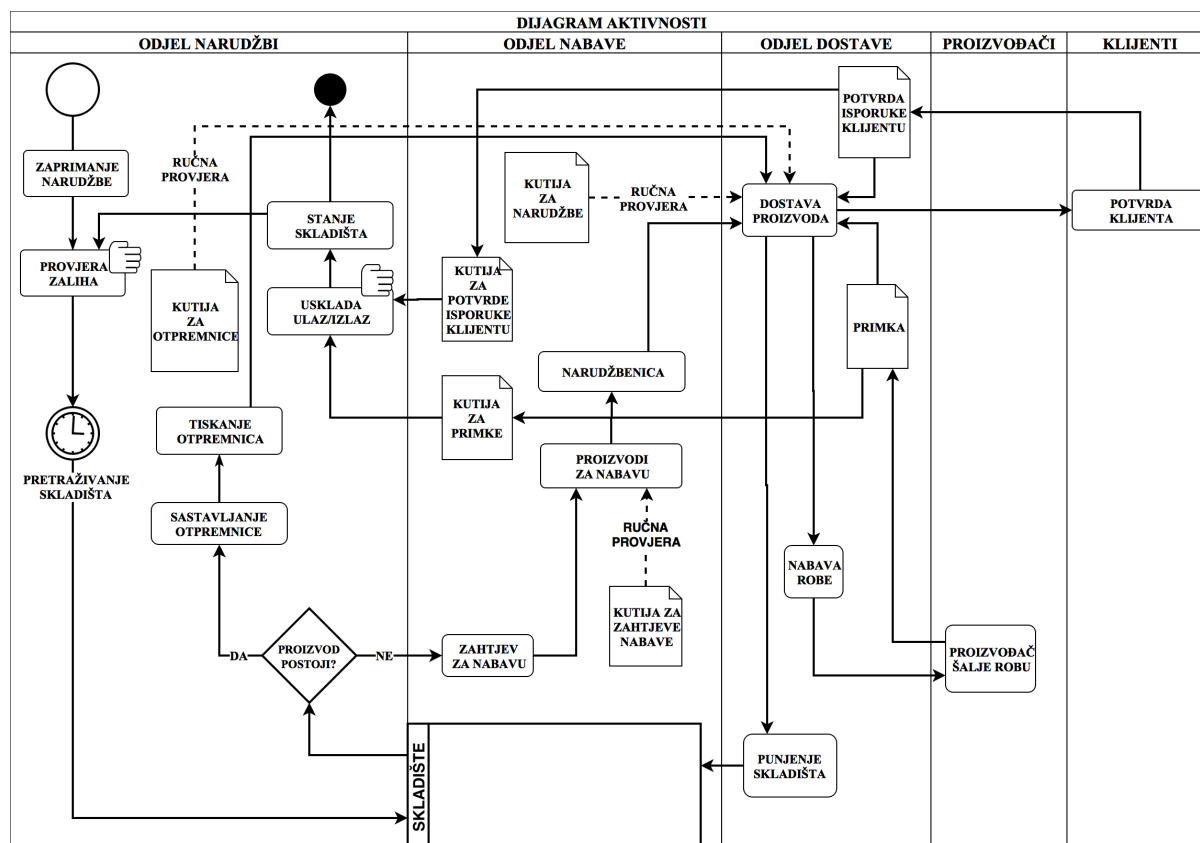 DIJAGRAM AKTIVNOSTI
ODJEL NARUDŽBI
ODJEL NABAVE
ODJEL DOSTAVE
PROIZVOĐAČI
KLIJENTI
ZAPRIMANJE
NARUDŽBE
PROVJERA
ZALIHA
PRETRAŽIVANJE
SKLADIŠTA
RUČNA
PROVJERA
KUTIJA
ZA
OTPREMNICE
STANJE
SKLADIŠTA
USKLADA
ULAZ/IZLAZ
TISKANJE
OTPREMNICA
SASTAVLJANJE
OTPREMNICE
PROIZVOD
POSTOJI?
DA
NE
KUTIJA
ZA
NARUDŽBE
RUČNA
PROVJERA
KUTIJA
ZA
POTVRDE
ISPORUKE
KLIJENTU
NARUDŽBENICA
KUTIJA
ZA
PRIMKE
PROIZVODI
ZA NABAVU
RUČNA
PROVJERA
KUTIJA ZA
ZAHTJEVE
NABAVE
ZAHTJEV
ZA NABAVU
SKLADIŠTE
POTVRDA
ISPORUKE
KLIJENTU
DOSTAVA
PROIZVODA
PRIMKA
NABAVA
ROBE
PUNJENJE
SKLADIŠTA
PROIZVOĐAČ
ŠALJE ROBU
POTVRDA
KLIJENTA